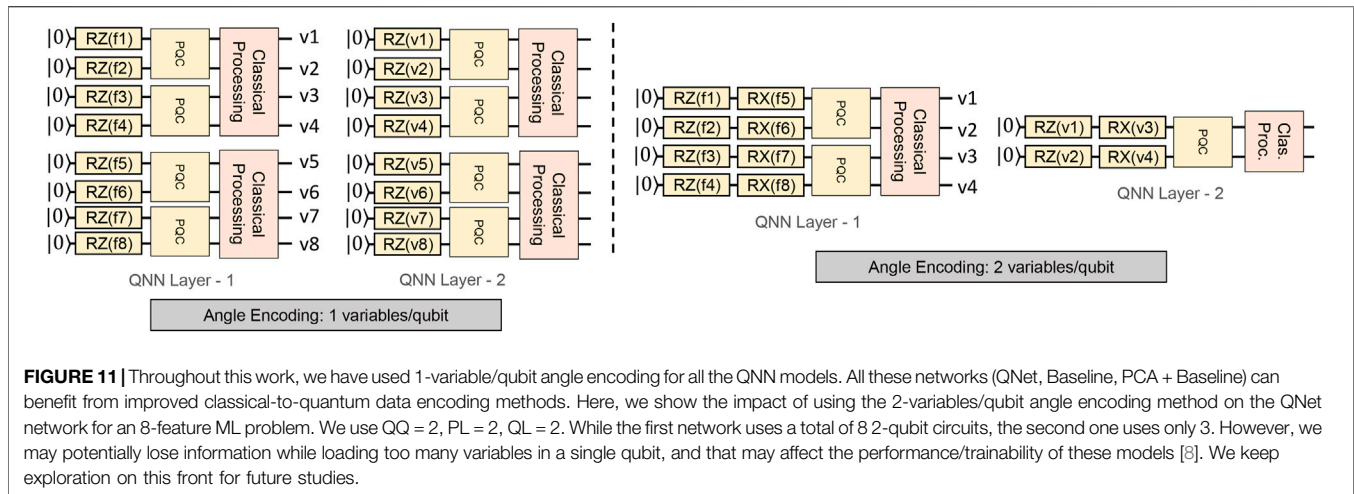 |0⟩ RZ(f1) PQC Classical Processing v1
|0⟩ RZ(f2) v2
|0⟩ RZ(f3) PQC v3
|0⟩ RZ(f4) v4
|0⟩ RZ(f5) PQC Classical Processing v5
|0⟩ RZ(f6) v6
|0⟩ RZ(f7) PQC v7
|0⟩ RZ(f8) v8
QNN Layer - 1
|0⟩ RZ(v1) PQC Classical Processing
|0⟩ RZ(v2)
|0⟩ RZ(v3) PQC
|0⟩ RZ(v4)
|0⟩ RZ(v5) PQC Classical Processing
|0⟩ RZ(v6)
|0⟩ RZ(v7) PQC
|0⟩ RZ(v8)
QNN Layer - 2
Angle Encoding: 1 variables/qubit
|0⟩ RZ(f1) RX(f5) PQC Classical Processing v1
|0⟩ RZ(f2) RX(f6) v2
|0⟩ RZ(f3) RX(f7) PQC v3
|0⟩ RZ(f4) RX(f8) v4
QNN Layer - 1
|0⟩ RZ(v1) RX(v3) PQC Clas. Proc.
|0⟩ RZ(v2) RX(v4)
QNN Layer - 2
Angle Encoding: 2 variables/qubit
FIGURE 11 | Throughout this work, we have used 1-variable/qubit angle encoding for all the QNN models. All these networks (QNet, Baseline, PCA + Baseline) can
benefit from improved classical-to-quantum data encoding methods. Here, we show the impact of using the 2-variables/qubit angle encoding method on the QNet
network for an 8-feature ML problem. We use QQ = 2, PL = 2, QL = 2. While the first network uses a total of 8 2-qubit circuits, the second one uses only 3. However, we
may potentially lose information while loading too many variables in a single qubit, and that may affect the performance/trainability of these models [8]. We keep
exploration on this front for future studies.